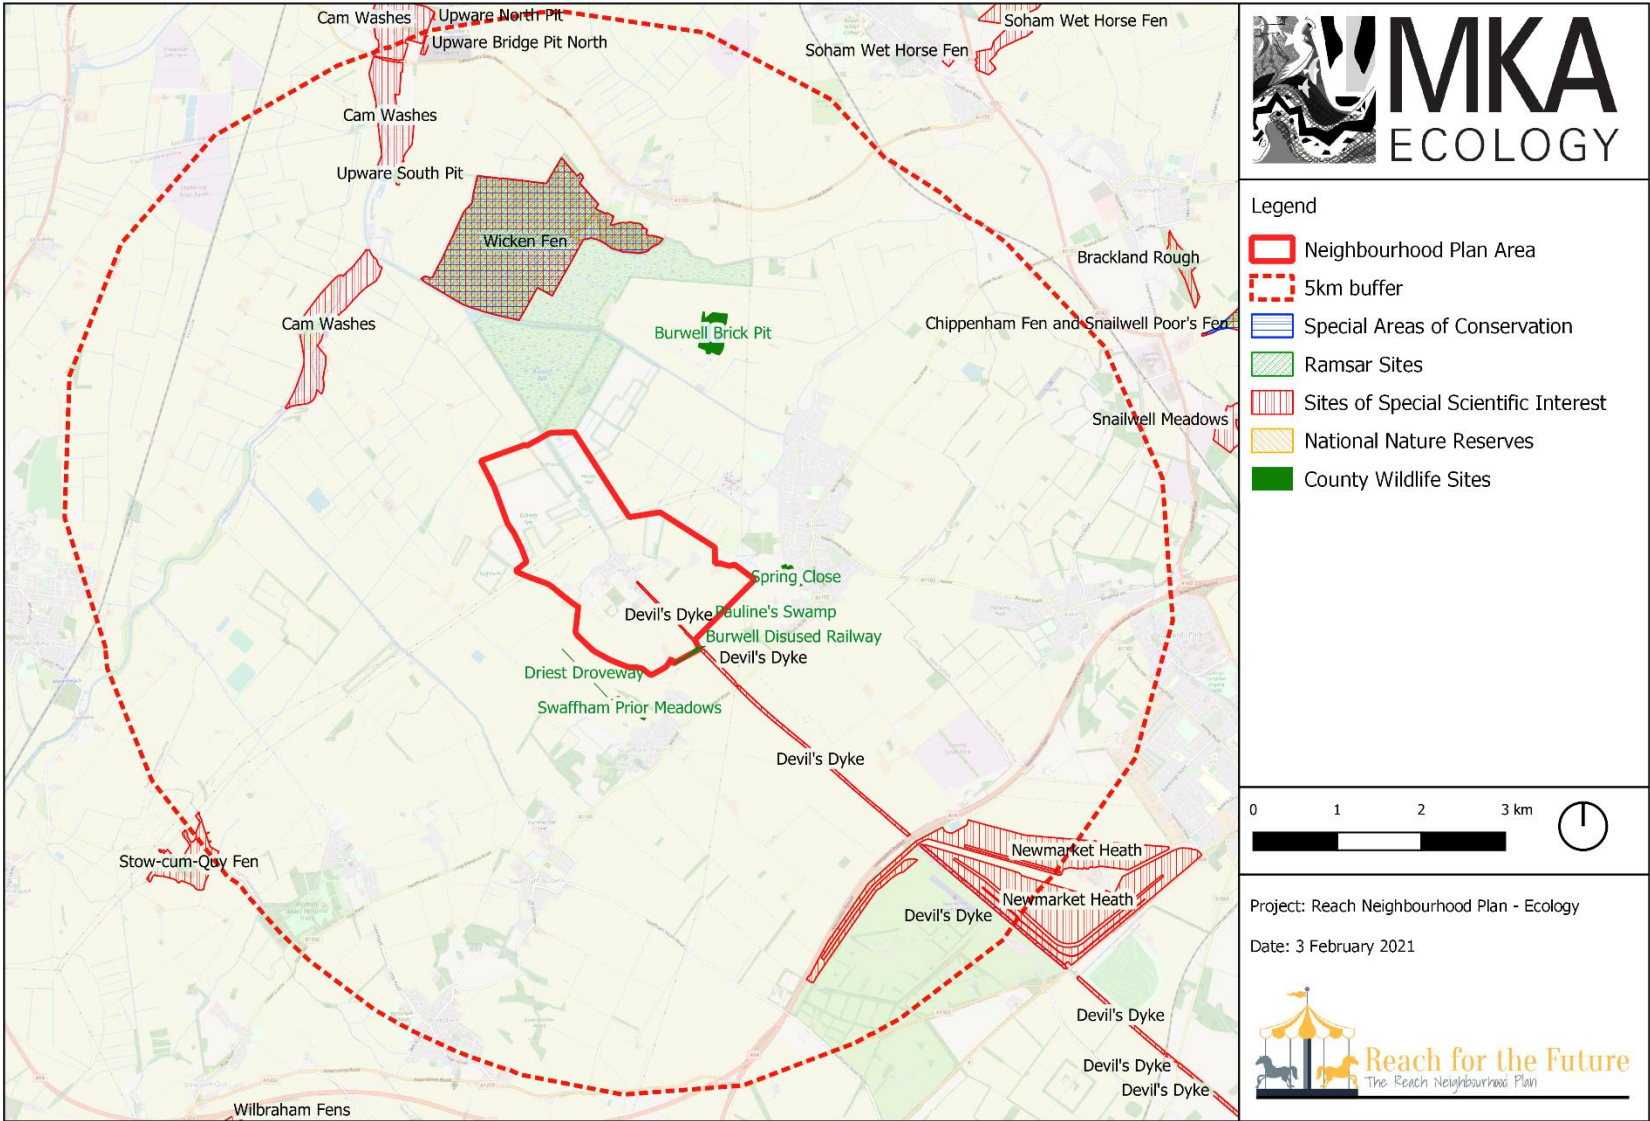 Cam Washes
Upware North Pit
Upware Bridge Pit North
Soham Wet Horse Fen
Soham Wet Horse Fen
Cam Washes
Upware South Pit
Wicken Fen
Brackland Rough
Cam Washes
Burwell Brick Pit
Chippenham Fen and Snailwell Poor's Fen
Snailwell Meadows
Spring Close
Devil's Dyke
Pauline's Swamp
Burwell Disused Railway
Devil's Dyke
Driest Droveway
Swaffham Prior Meadows
Devil's Dyke
Newmarket Heath
Stow-cum-Quy Fen
Newmarket Heath
Devil's Dyke
Devil's Dyke
Devil's Dyke
Devil's Dyke
Wilbraham Fens
MKA
ECOLOGY
Legend
Neighbourhood Plan Area
5km buffer
Special Areas of Conservation
Ramsar Sites
Sites of Special Scientific Interest
National Nature Reserves
County Wildlife Sites
0 1 2 3 km
Project: Reach Neighbourhood Plan - Ecology
Date: 3 February 2021
Reach for the Future
The Reach Neighbourhood Plan